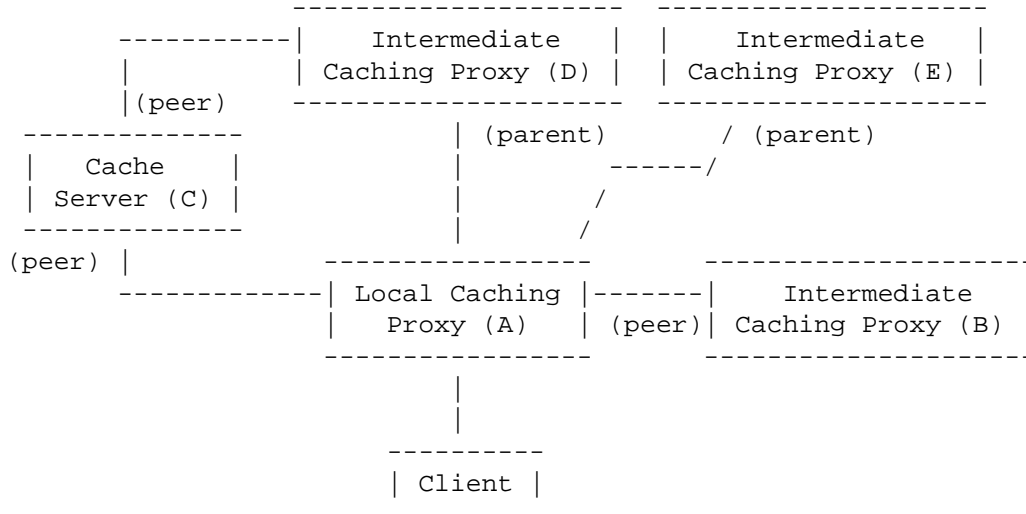 Intermediate Intermediate
Caching Proxy (D) Caching Proxy (E)
(peer)
(parent) (parent)
Cache
Server (C)
(peer)
Local Caching Intermediate
Proxy (A) (peer) Caching Proxy (B)
Client